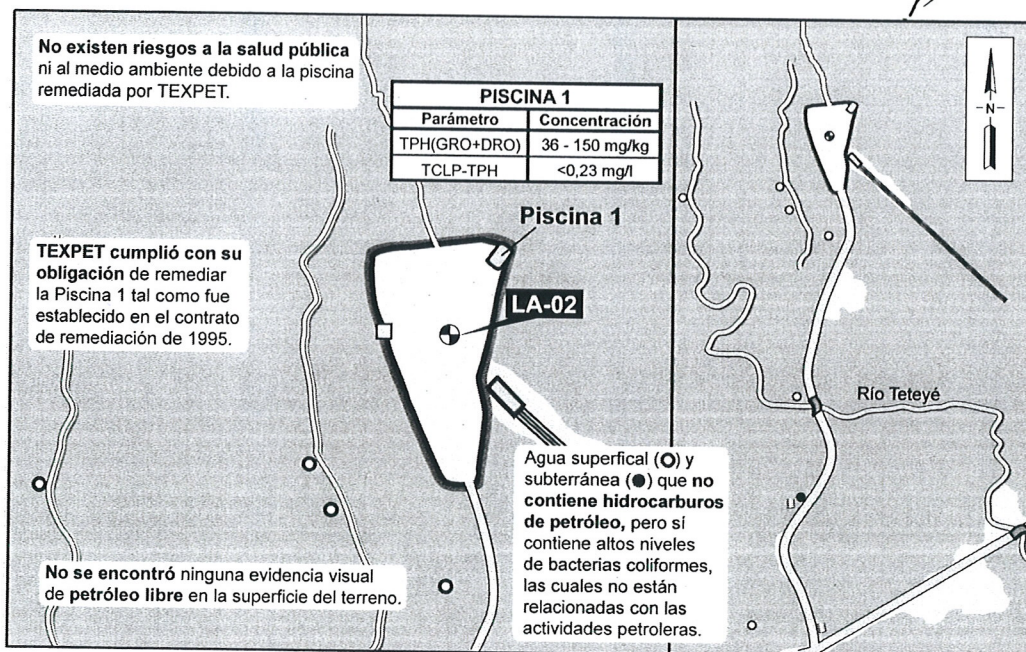 No existen riesgos a la salud pública
ni al medio ambiente debido a la piscina
remediada por TEXPET.
PISCINA 1
Parámetro Concentración
TPH(GRO+DRO) 36 - 150 mg/kg
TCLP-TPH <0,23 mg/l
Piscina 1
TEXPET cumplió con su
obligación de remediar
la Piscina 1 tal como fue
establecido en el contrato
de remediación de 1995.
LA-02
Agua superfical (O) y
subterránea (●) que no
contiene hidrocarburos
de petróleo, pero sí
contiene altos niveles
de bacterias coliformes,
las cuales no están
relacionadas con las
actividades petroleras.
No se encontró ninguna evidencia visual
de petróleo libre en la superficie del terreno.
N
Río Teteyé